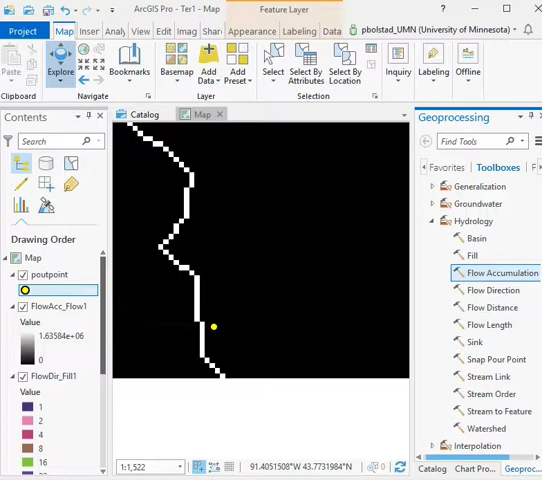 ArcGIS Pro - Ter1 - Map
Feature Layer
Project
Map
Inser
Analy
View
Edit
Imag
Share
Appearance
Labeling
Data
pbolstad_UMN (University of Minnesota)
Paste
Explore
Bookmarks
Basemap
Add Data
Add Preset
Select
Select By Attributes
Select By Location
Inquiry
Labeling
Offline
Clipboard
Navigate
Layer
Selection
Contents
Search
Drawing Order
Map
poutpoint
FlowAcc_Flow1
Value
1.63584e+06
0
FlowDir_Fill1
Value
1
2
4
8
16
Catalog
Map
1:1,522
91.4051508°W 43.7731984°N
0
Geoprocessing
Find Tools
Favorites
Toolboxes
Generalization
Groundwater
Hydrology
Basin
Fill
Flow Accumulation
Flow Direction
Flow Distance
Flow Length
Sink
Snap Pour Point
Stream Link
Stream Order
Stream to Feature
Watershed
Interpolation
Catalog
Chart Pro...
Geoproc...